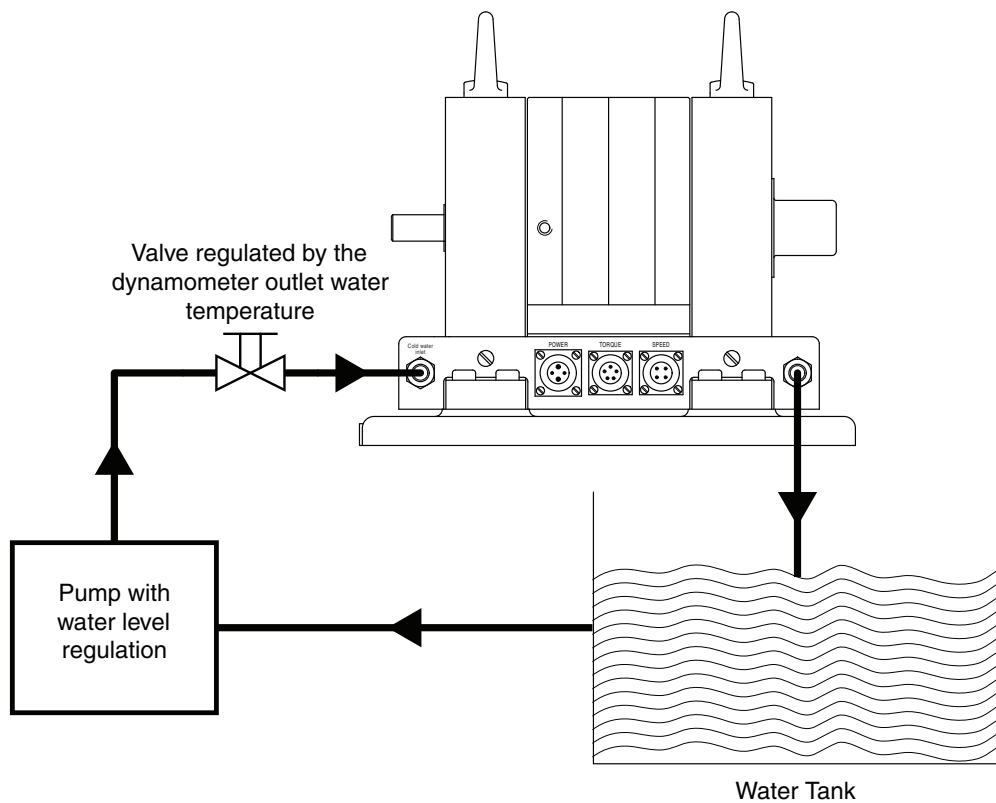 Valve regulated by the
dynamometer outlet water
temperature
Cold water
inlet
POWER
TORQUE
SPEED
Pump with
water level
regulation
Water Tank